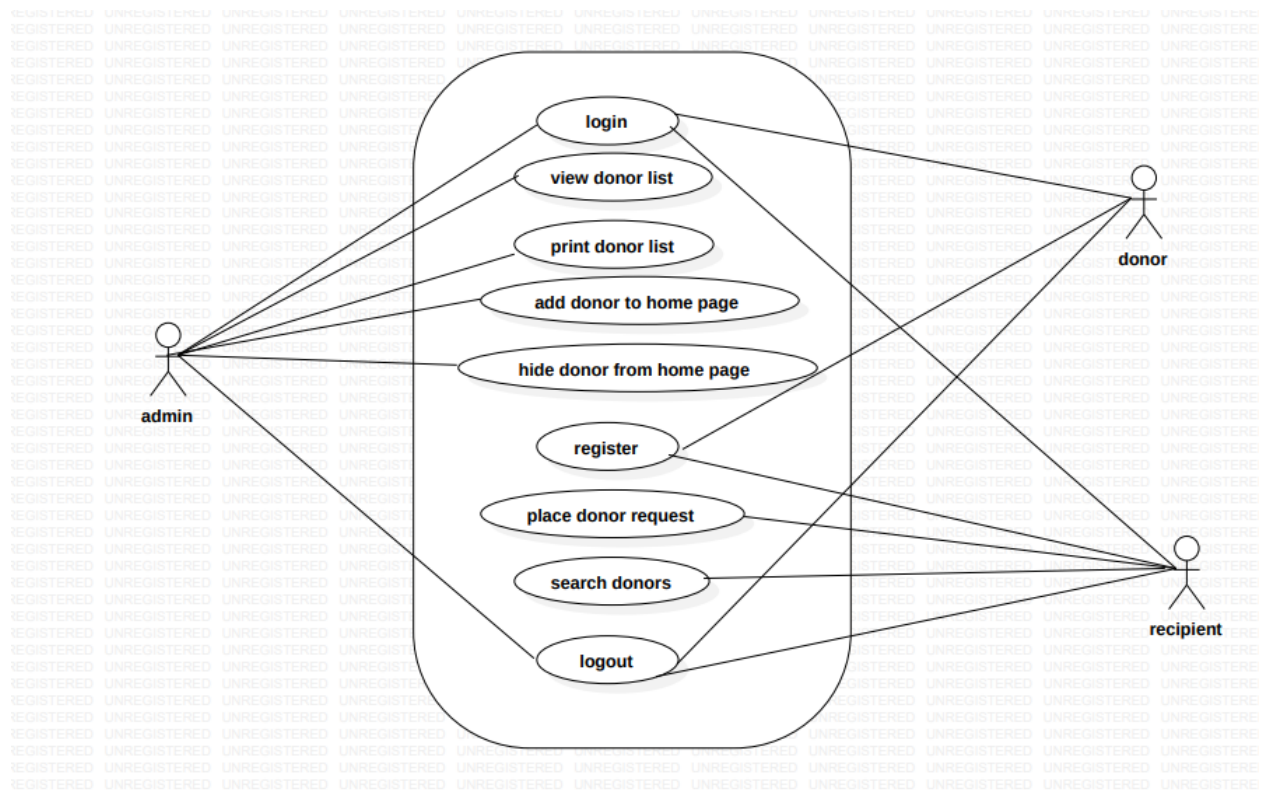 login
view donor list
print donor list
add donor to home page
hide donor from home page
register
place donor request
search donors
logout
admin
donor
recipient
UNREGISTERED